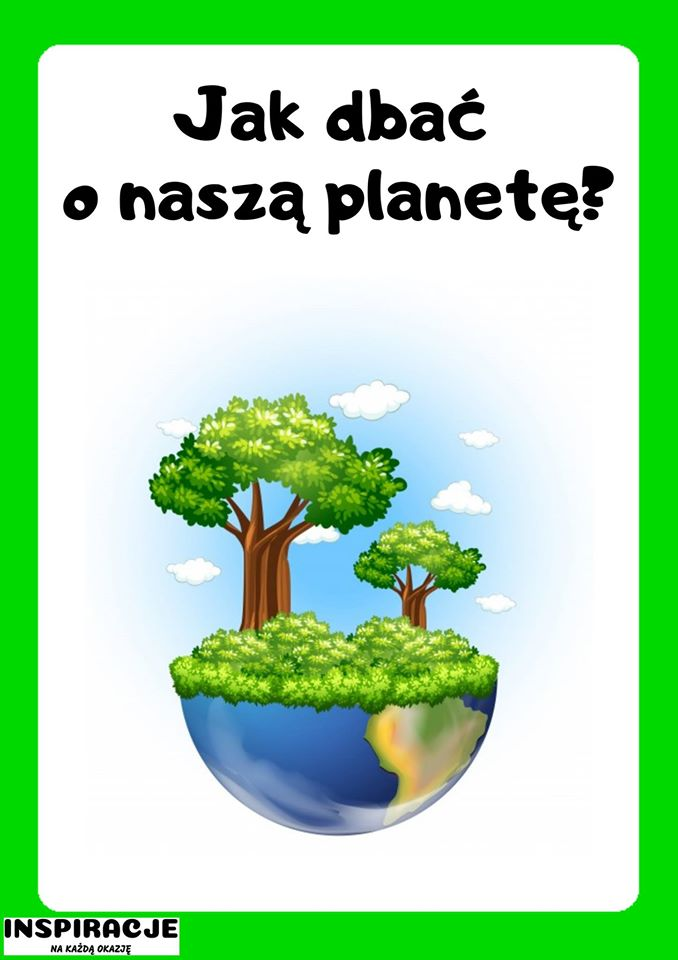 Jak dbać
o naszą planetę?
INSPIRACJE
NA KAŻDĄ OKAZJĘ